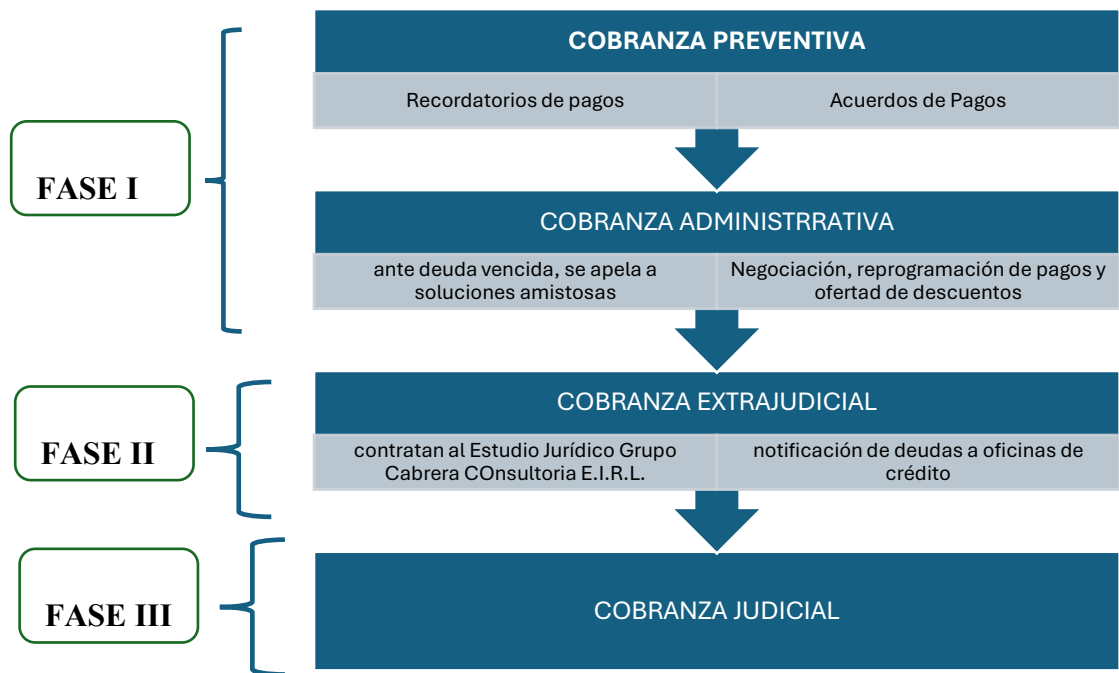 COBRANZA PREVENTIVA
Recordatorios de pagos
Acuerdos de Pagos
FASE I
COBRANZA ADMINISTRRATIVA
ante deuda vencida, se apela a
soluciones amistosas
Negociación, reprogramación de pagos y
ofertad de descuentos
COBRANZA EXTRAJUDICIAL
FASE II
contratan al Estudio Jurídico Grupo
Cabrera COnsultoria E.I.R.L.
notificación de deudas a oficinas de
crédito
FASE III
COBRANZA JUDICIAL